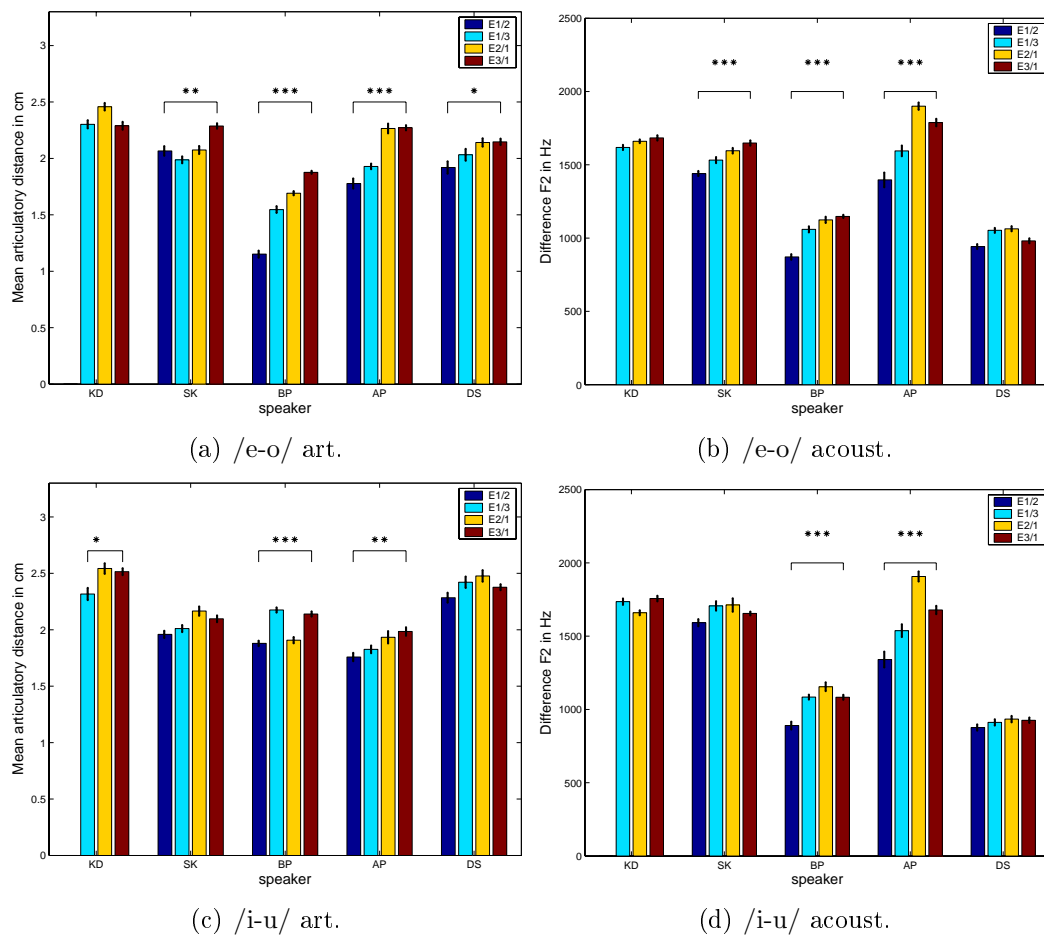 E1/2
E1/3
E2/1
E3/1
Mean articulatory distance in cm
3
2.5
2
1.5
1
0.5
0
** *** *** *
KD SK BP AP DS
speaker
(a) /e-o/ art.
E1/2
E1/3
E2/1
E3/1
Difference F2 in Hz
2500
2000
1500
1000
500
0
*** *** ***
KD SK BP AP DS
speaker
(b) /e-o/ acoust.
E1/2
E1/3
E2/1
E3/1
Mean articulatory distance in cm
3
2.5
2
1.5
1
0.5
0
* *** **
KD SK BP AP DS
speaker
(c) /i-u/ art.
E1/2
E1/3
E2/1
E3/1
Difference F2 in Hz
2500
2000
1500
1000
500
0
*** ***
KD SK BP AP DS
speaker
(d) /i-u/ acoust.